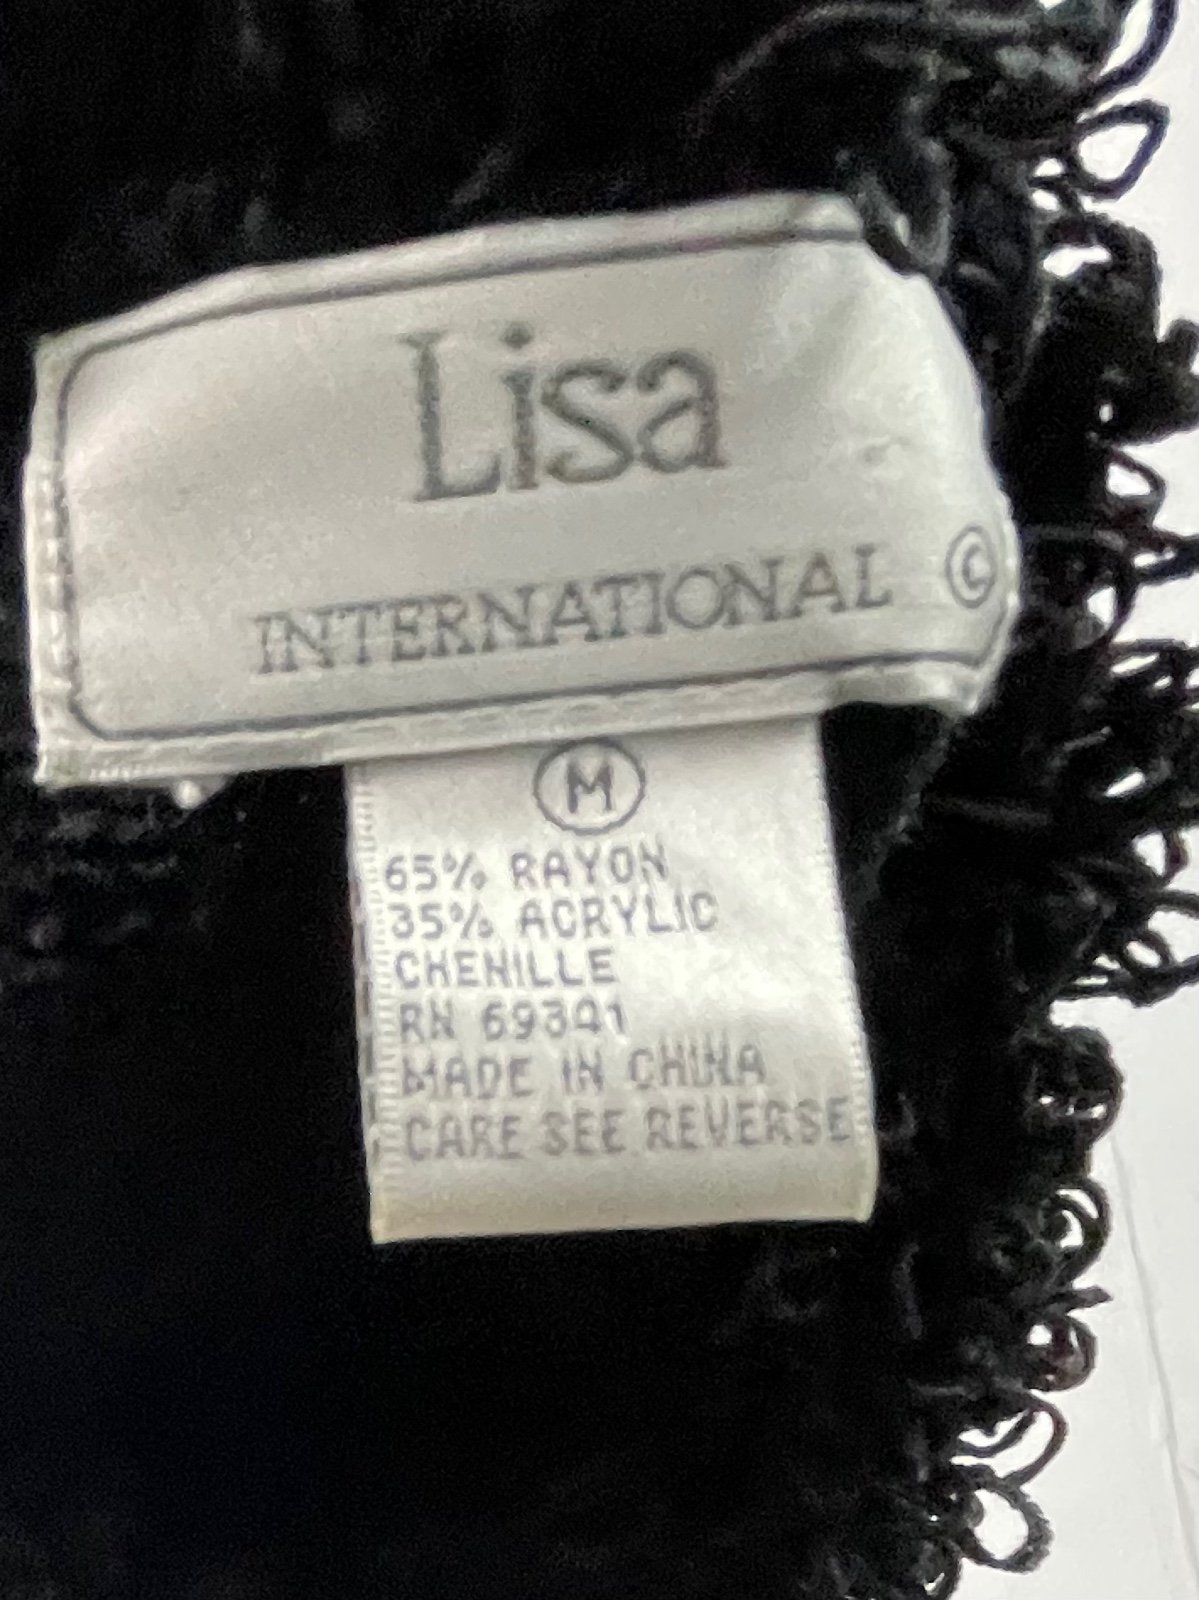 Lisa
INTERNATIONAL ©
M
65% RAYON
35% ACRYLIC
CHENILLE
RN 69341
MADE IN CHINA
CARE SEE REVERSE